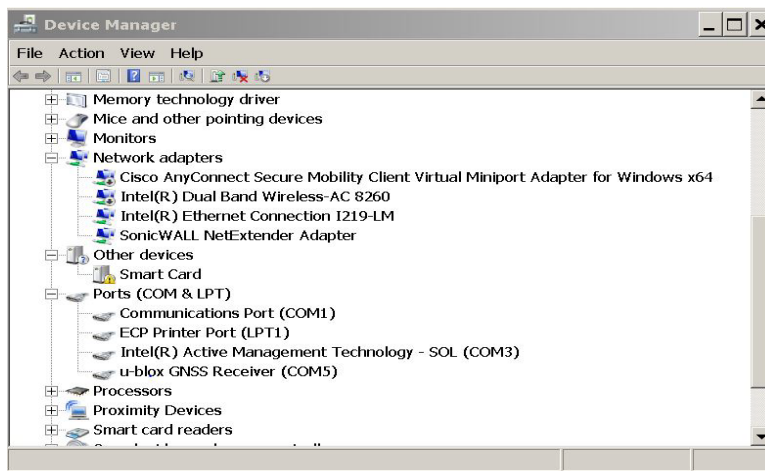 Device Manager
File Action View Help
Memory technology driver
Mice and other pointing devices
Monitors
Network adapters
Cisco AnyConnect Secure Mobility Client Virtual Miniport Adapter for Windows x64
Intel(R) Dual Band Wireless-AC 8260
Intel(R) Ethernet Connection I219-LM
SonicWALL NetExtender Adapter
Other devices
Smart Card
Ports (COM & LPT)
Communications Port (COM1)
ECP Printer Port (LPT1)
Intel(R) Active Management Technology - SOL (COM3)
u-blox GNSS Receiver (COM5)
Processors
Proximity Devices
Smart card readers